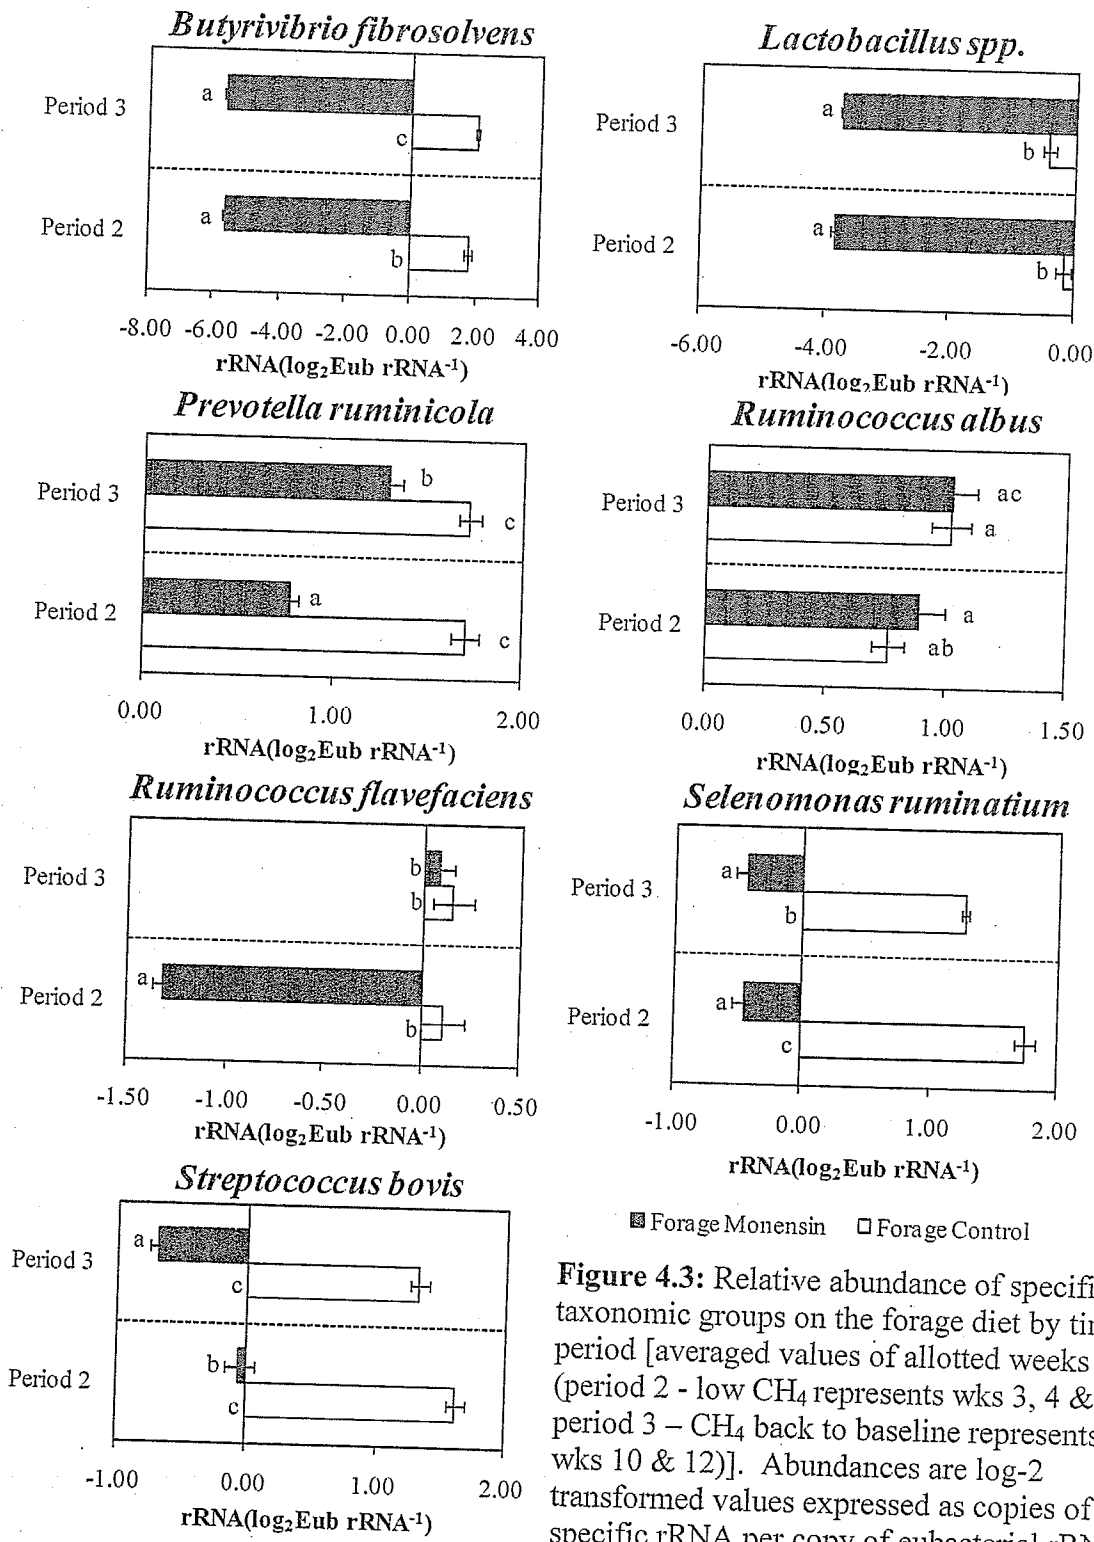 Butyrivibrio fibrosolvens
Period 3
a
c
Period 2
a
b
-8.00 -6.00 -4.00 -2.00 0.00 2.00 4.00
rRNA(log2Eub rRNA-1)
Lactobacillus spp.
Period 3
a
b
Period 2
a
b
-6.00 -4.00 -2.00 0.00
rRNA(log2Eub rRNA-1)
Prevotella ruminicola
Period 3
b
c
Period 2
a
c
0.00 1.00 2.00
rRNA(log2Eub rRNA-1)
Ruminococcus albus
Period 3
ac
a
Period 2
a
ab
0.00 0.50 1.00 1.50
rRNA(log2Eub rRNA-1)
Ruminococcus flavefaciens
Period 3
b
b
Period 2
a
b
-1.50 -1.00 -0.50 0.00 0.50
rRNA(log2Eub rRNA-1)
Selenomonas ruminatium
Period 3
a
b
Period 2
a
c
-1.00 0.00 1.00 2.00
rRNA(log2Eub rRNA-1)
Streptococcus bovis
Period 3
a
c
Period 2
b
c
-1.00 0.00 1.00 2.00
rRNA(log2Eub rRNA-1)
Forage Monensin Forage Control
Figure 4.3: Relative abundance of specifi
taxonomic groups on the forage diet by ti
period [averaged values of allotted weeks
(period 2 - low CH4 represents wks 3, 4 &
period 3 – CH4 back to baseline represents
wks 10 & 12)]. Abundances are log-2
transformed values expressed as copies of
specific rRNA per copy of eubacterial